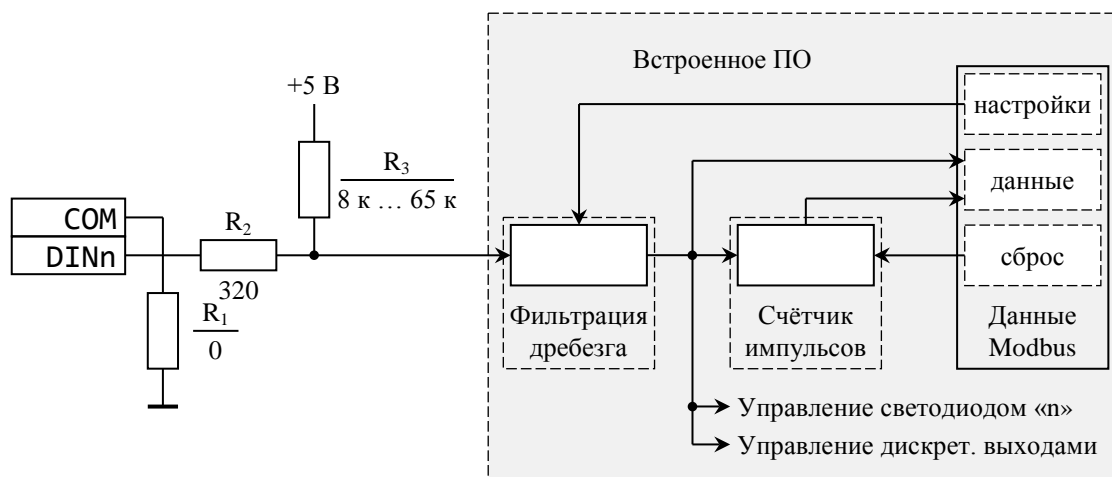 Встроенное ПО
+5 В
R3
8 к … 65 к
COM
DINn
R2
320
R1
0
Фильтрация
дребезга
Счётчик
импульсов
настройки
данные
сброс
Данные
Modbus
Управление светодиодом «n»
Управление дискрет. выходами